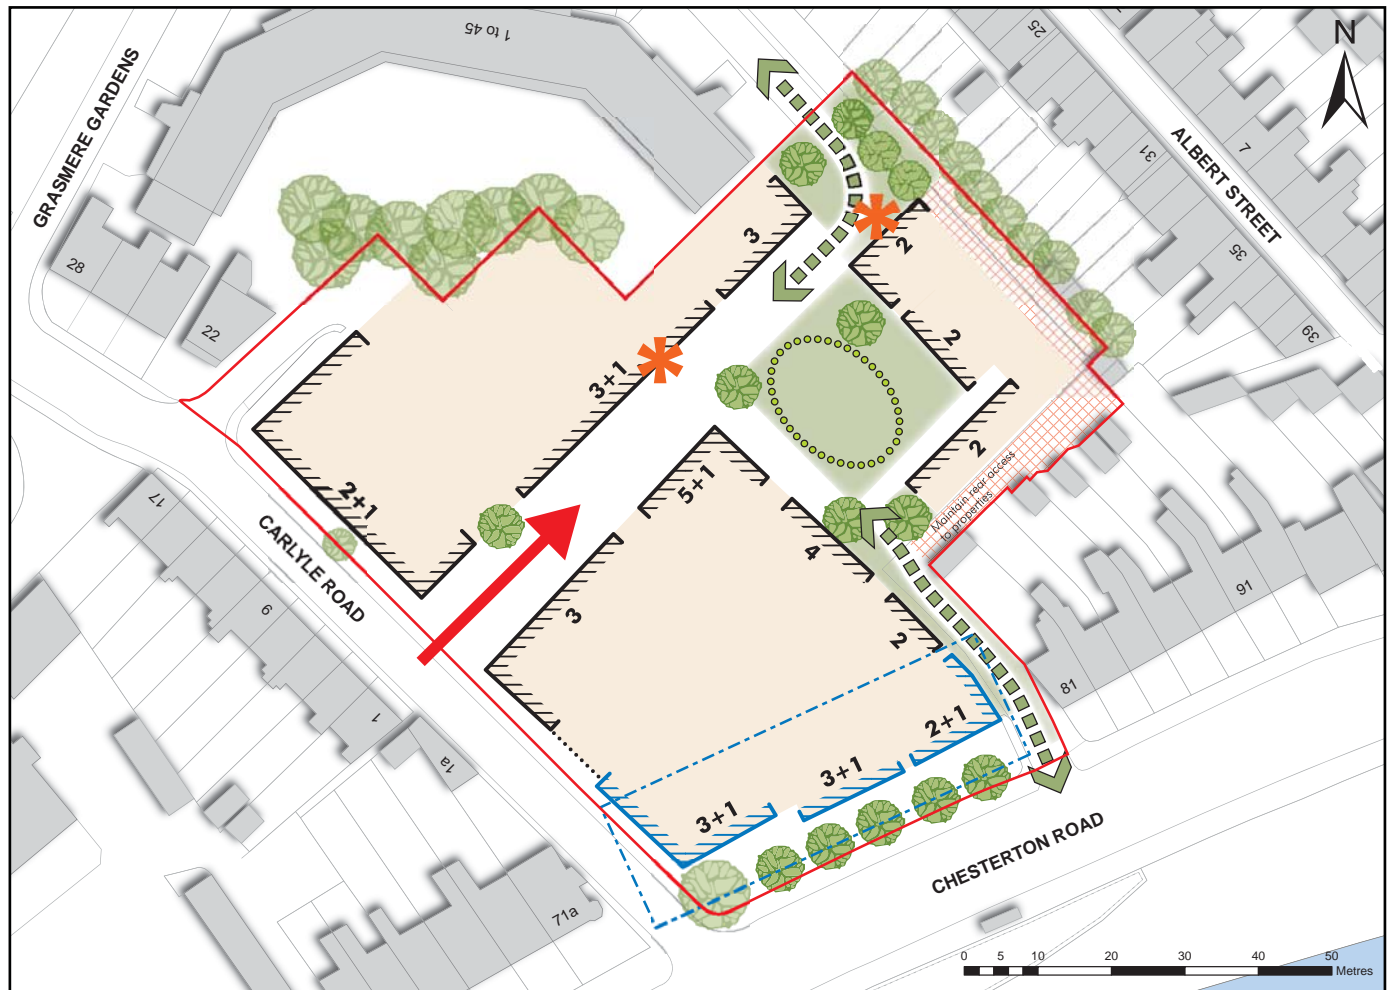 1 to 45
25
N
GRASMERE GARDENS
ALBERT STREET
7
31
35
39
28
22
3
2
2
3+1
2
5+1
2+1
17
CARLYLE ROAD
9
1
1a
4
3
2
Maintain rear access
to properties
91
81
2+1
3+1
3+1
71a
CHESTERTON ROAD
0 5 10 20 30 40 50
Metres